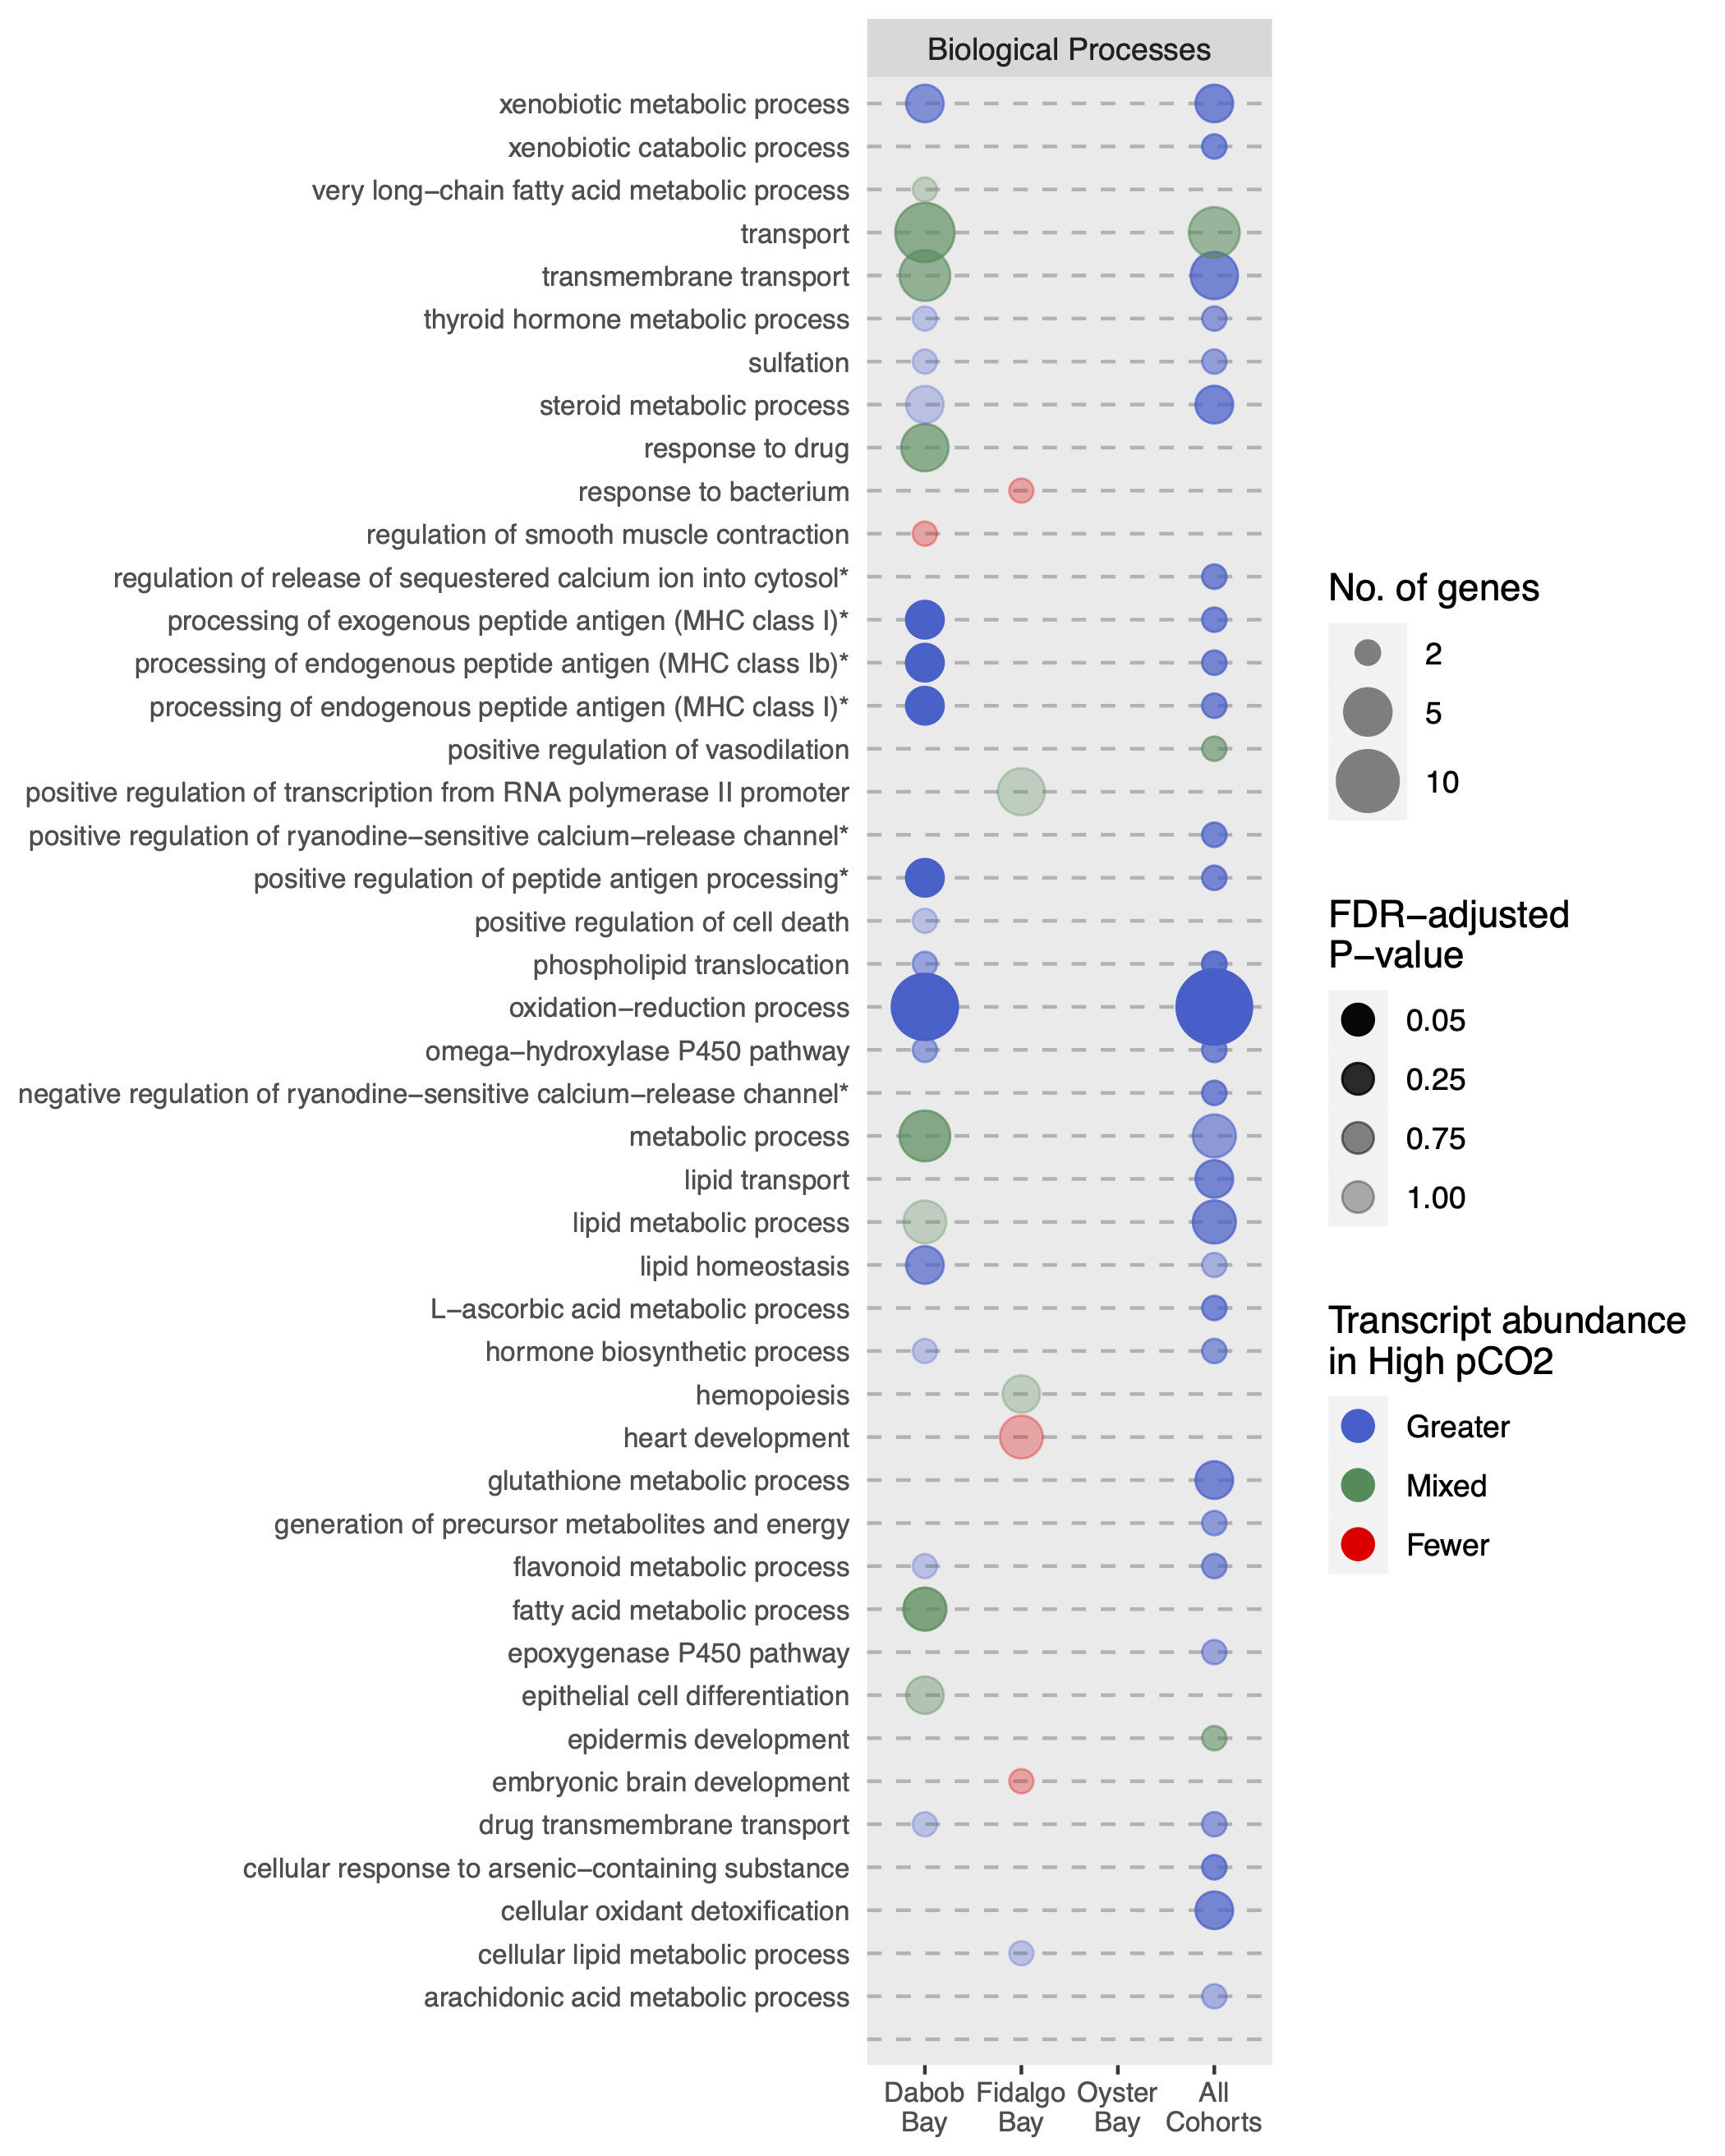 Biological Processes
xenobiotic metabolic process
xenobiotic catabolic process
very long−chain fatty acid metabolic process
transport
transmembrane transport
thyroid hormone metabolic process
sulfation
steroid metabolic process
response to drug
response to bacterium
regulation of smooth muscle contraction
regulation of release of sequestered calcium ion into cytosol*
processing of exogenous peptide antigen (MHC class I)*
processing of endogenous peptide antigen (MHC class Ib)*
processing of endogenous peptide antigen (MHC class I)*
positive regulation of vasodilation
positive regulation of transcription from RNA polymerase II promoter
positive regulation of ryanodine−sensitive calcium−release channel*
positive regulation of peptide antigen processing*
positive regulation of cell death
phospholipid translocation
oxidation−reduction process
omega−hydroxylase P450 pathway
negative regulation of ryanodine−sensitive calcium−release channel*
metabolic process
lipid transport
lipid metabolic process
lipid homeostasis
L−ascorbic acid metabolic process
hormone biosynthetic process
hemopoiesis
heart development
glutathione metabolic process
generation of precursor metabolites and energy
flavonoid metabolic process
fatty acid metabolic process
epoxygenase P450 pathway
epithelial cell differentiation
epidermis development
embryonic brain development
drug transmembrane transport
cellular response to arsenic−containing substance
cellular oxidant detoxification
cellular lipid metabolic process
arachidonic acid metabolic process
Dabob Bay
Fidalgo Bay
Oyster Bay
All Cohorts
No. of genes
2
5
10
FDR−adjusted
P−value
0.05
0.25
0.75
1.00
Transcript abundance
in High pCO2
Greater
Mixed
Fewer